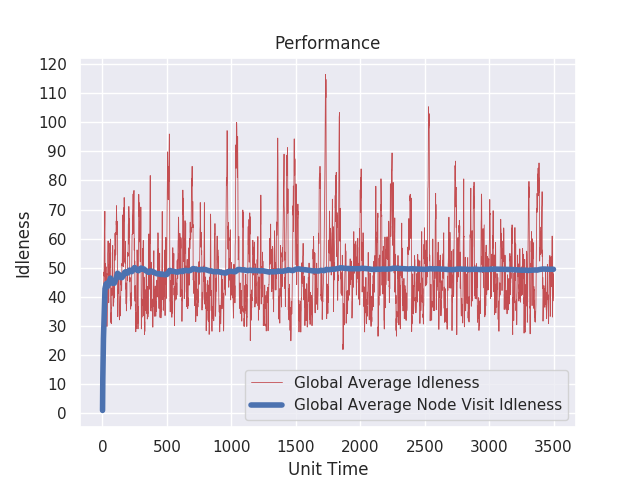 Performance
120
110
100
90
80
70
60
50
40
30
20
10
0
Idleness
Global Average Idleness
Global Average Node Visit Idleness
0 500 1000 1500 2000 2500 3000 3500
Unit Time